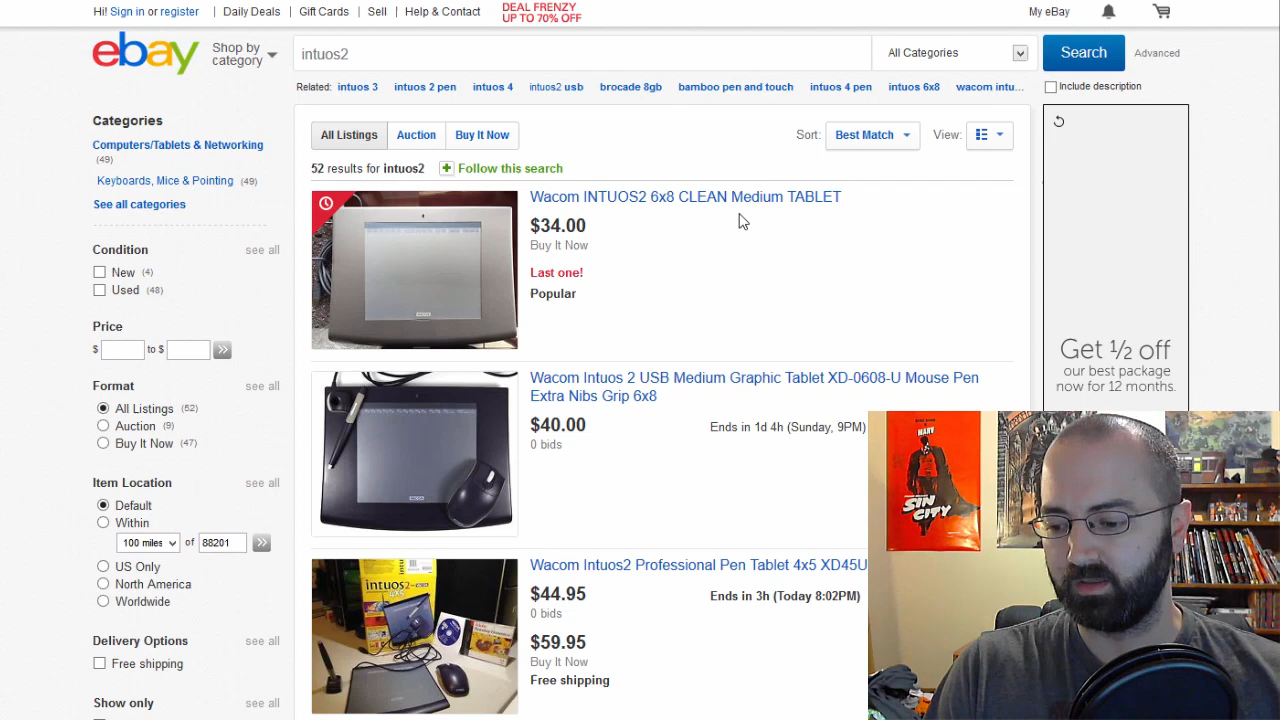 Hi! Sign in or register
Daily Deals
Gift Cards
Sell
Help & Contact
DEAL FRENZY
UP TO 70% OFF
My eBay
ebay
Shop by
category
intuos2
All Categories
Search
Advanced
Related: intuos 3 intuos 2 pen intuos 4 intuos2 usb brocade 8gb bamboo pen and touch intuos 4 pen intuos 6x8 wacom intu...
Include description
Categories
Computers/Tablets & Networking
(49)
Keyboards, Mice & Pointing (49)
See all categories
Condition see all
New (4)
Used (48)
Price
$ to $
Format see all
All Listings (52)
Auction (9)
Buy It Now (47)
Item Location see all
Default
Within
100 miles of 88201
US Only
North America
Worldwide
Delivery Options see all
Free shipping
Show only see all
All Listings Auction Buy It Now
Sort: Best Match View:
52 results for intuos2 Follow this search
Wacom INTUOS2 6x8 CLEAN Medium TABLET
$34.00
Buy It Now
Last one!
Popular
Wacom Intuos 2 USB Medium Graphic Tablet XD-0608-U Mouse Pen
Extra Nibs Grip 6x8
$40.00
0 bids
Ends in 1d 4h (Sunday, 9PM)
intuos2
Wacom Intuos2 Professional Pen Tablet 4x5 XD45U
$44.95
0 bids
Ends in 3h (Today 8:02PM)
$59.95
Buy It Now
Free shipping
Get ½ off
our best package
now for 12 months.
MARV
SIN
CITY